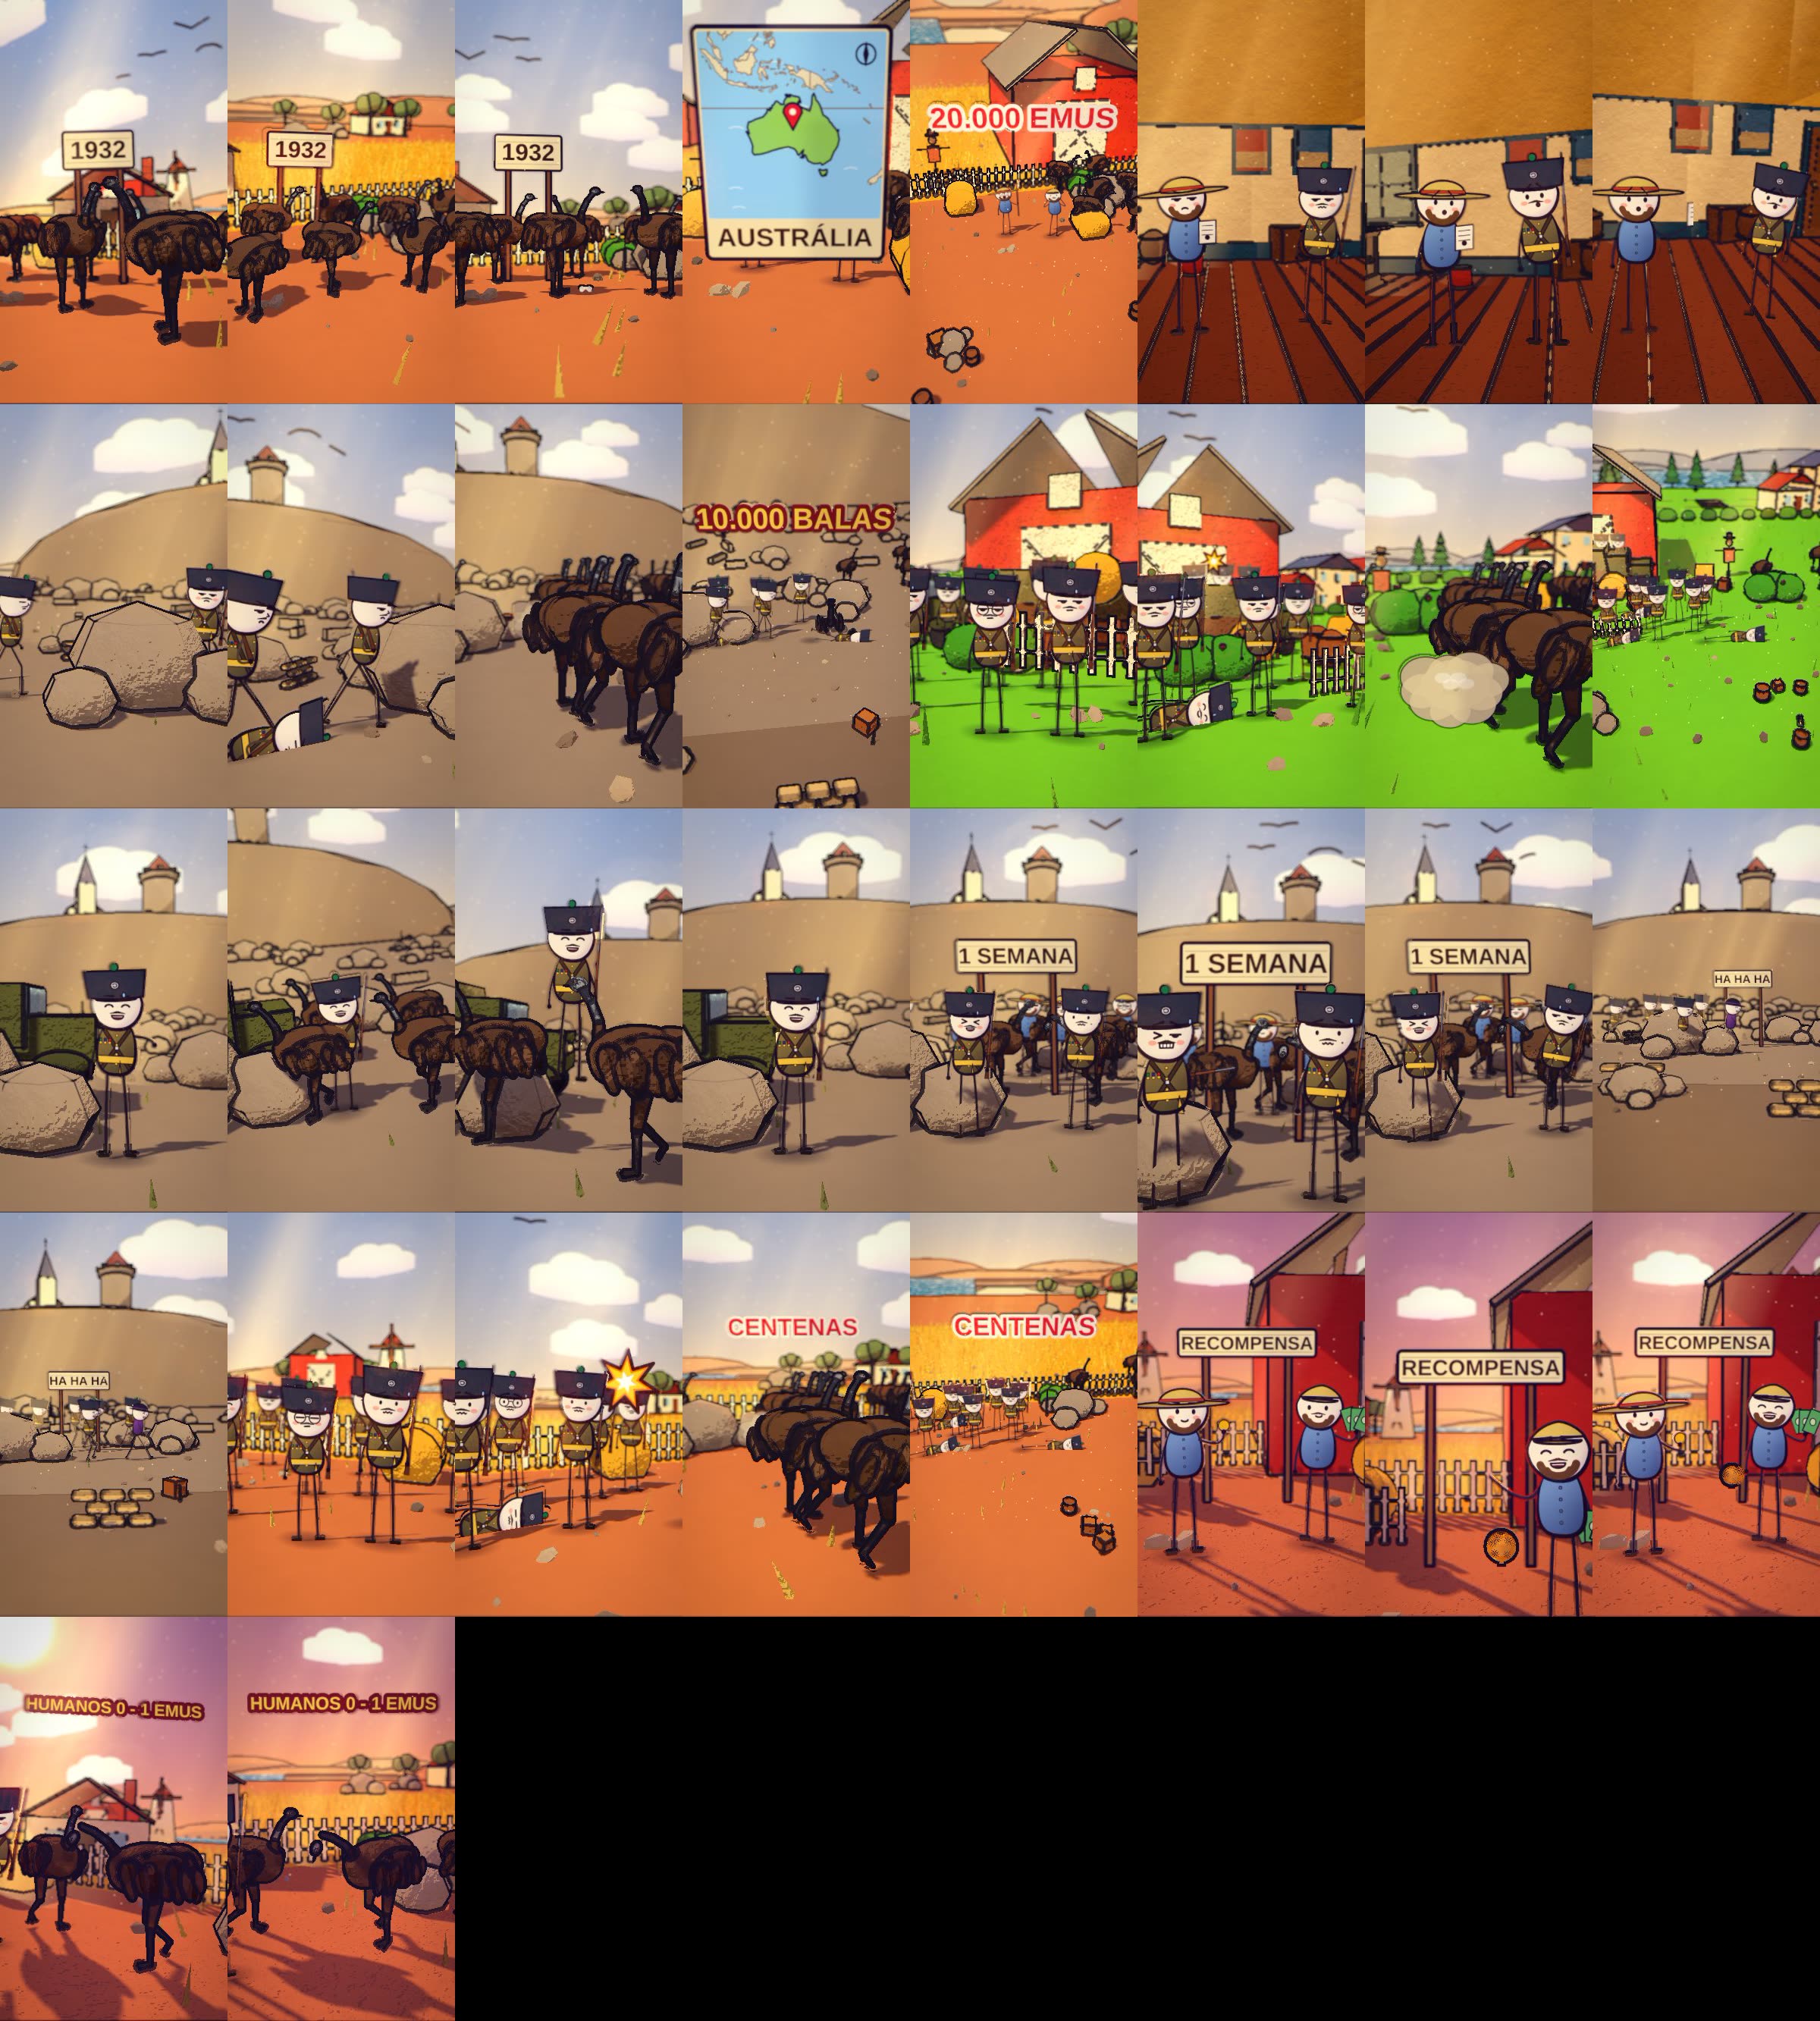 1932
1932
1932
AUSTRÁLIA
20.000 EMUS
10.000 BALAS
1 SEMANA
1 SEMANA
1 SEMANA
HA HA HA
HA HA HA
CENTENAS
CENTENAS
RECOMPENSA
RECOMPENSA
RECOMPENSA
HUMANOS 0 - 1 EMUS
HUMANOS 0 - 1 EMUS